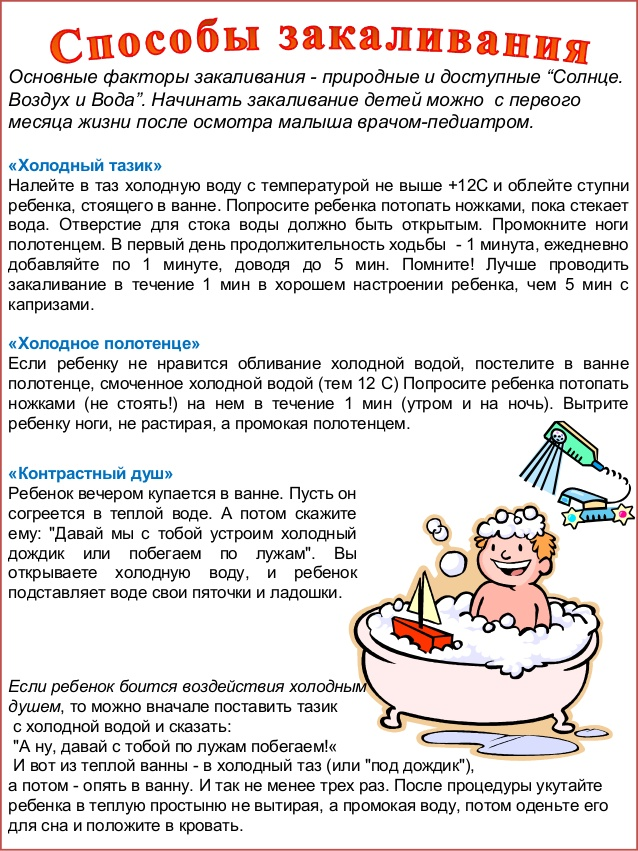 Способы закаливания
Основные факторы закаливания - природные и доступные “Солнце.
Воздух и Вода”. Начинать закаливание детей можно с первого
месяца жизни после осмотра малыша врачом-педиатром.
«Холодный тазик»
Налейте в таз холодную воду с температурой не выше +12С и облейте ступни
ребенка, стоящего в ванне. Попросите ребенка потопать ножками, пока стекает
вода. Отверстие для стока воды должно быть открытым. Промокните ноги
полотенцем. В первый день продолжительность ходьбы - 1 минута, ежедневно
добавляйте по 1 минуте, доводя до 5 мин. Помните! Лучше проводить
закаливание в течение 1 мин в хорошем настроении ребенка, чем 5 мин с
капризами.
«Холодное полотенце»
Если ребенку не нравится обливание холодной водой, постелите в ванне
полотенце, смоченное холодной водой (тем 12 С) Попросите ребенка потопать
ножками (не стоять!) на нем в течение 1 мин (утром и на ночь). Вытрите
ребенку ноги, не растирая, а промокая полотенцем.
«Контрастный душ»
Ребенок вечером купается в ванне. Пусть он
согреется в теплой воде. А потом скажите
ему: "Давай мы с тобой устроим холодный
дождик или побегаем по лужам". Вы
открываете холодную воду, и ребенок
подставляет воде свои пяточки и ладошки.
Если ребенок боится воздействия холодным
душем, то можно вначале поставить тазик
с холодной водой и сказать:
"А ну, давай с тобой по лужам побегаем!«
И вот из теплой ванны - в холодный таз (или "под дождик"),
а потом - опять в ванну. И так не менее трех раз. После процедуры укутайте
ребенка в теплую простыню не вытирая, а промокая воду, потом оденьте его
для сна и положите в кровать.